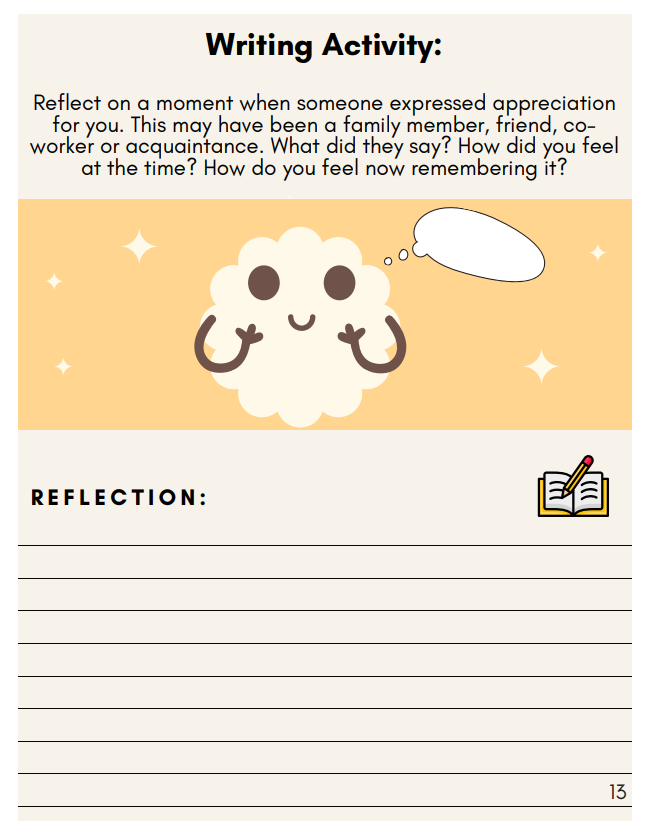 Writing Activity:
Reflect on a moment when someone expressed appreciation
for you. This may have been a family member, friend, co-
worker or acquaintance. What did they say? How did you feel
at the time? How do you feel now remembering it?
REFLECTION:
13